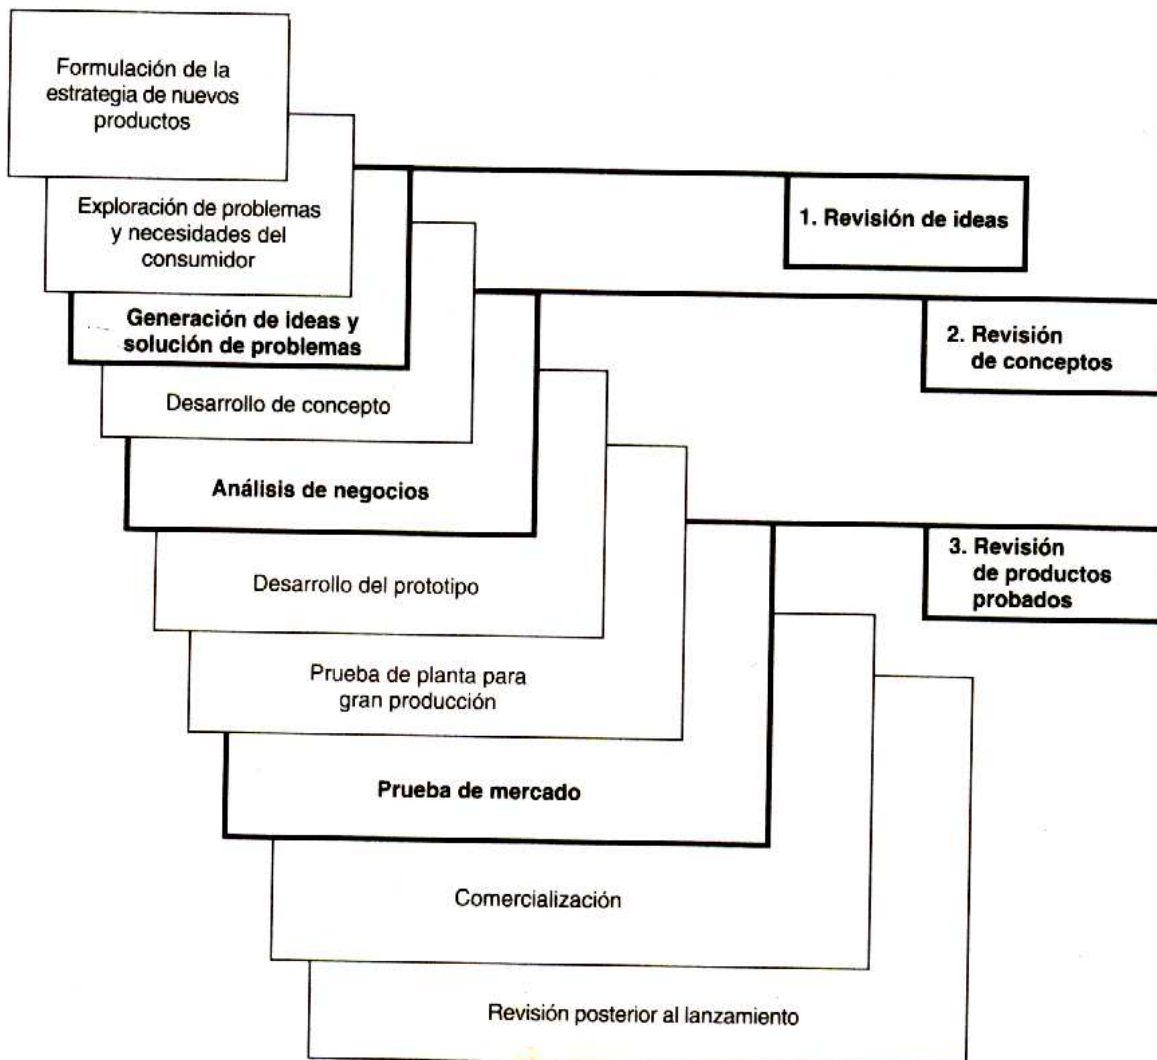 Formulación de la
estrategia de nuevos
productos
Exploración de problemas
y necesidades del
consumidor
1. Revisión de ideas
Generación de ideas y
solución de problemas
2. Revisión
de conceptos
Desarrollo de concepto
Análisis de negocios
3. Revisión
de productos
probados
Desarrollo del prototipo
Prueba de planta para
gran producción
Prueba de mercado
Comercialización
Revisión posterior al lanzamiento